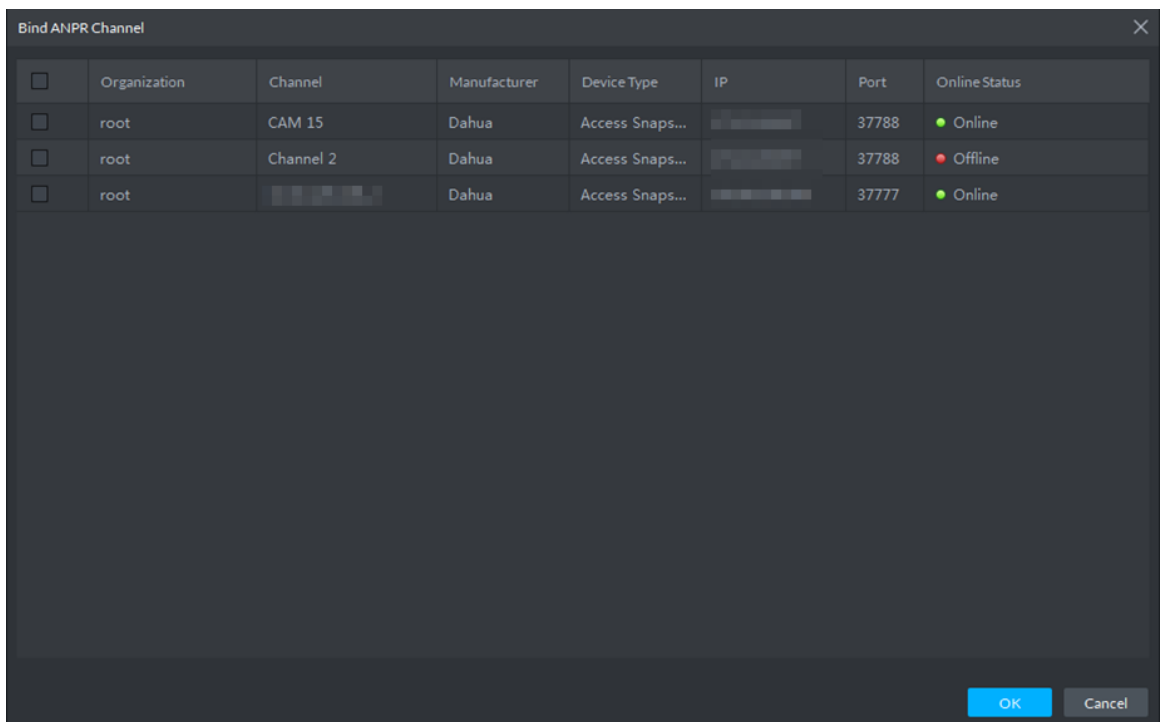 Bind ANPR Channel
Organization Channel Manufacturer Device Type IP Port Online Status
root CAM 15 Dahua Access Snaps... 37788 Online
root Channel 2 Dahua Access Snaps... 37788 Offline
root Dahua Access Snaps... 37777 Online
OK Cancel